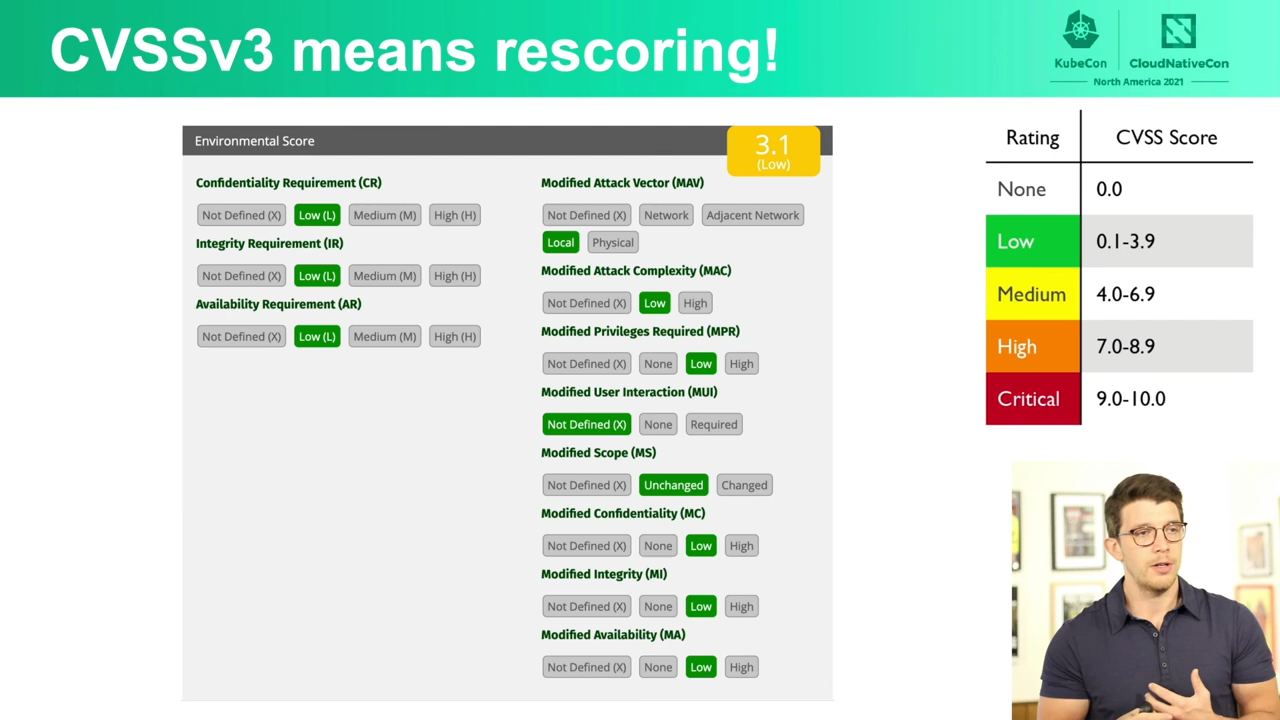 CVSSv3 means rescoring!
KubeCon
CloudNativeCon
North America 2021
Environmental Score
3.1
(Low)
Confidentiality Requirement (CR)
Not Defined (X) Low (L) Medium (M) High (H)
Integrity Requirement (IR)
Not Defined (X) Low (L) Medium (M) High (H)
Availability Requirement (AR)
Not Defined (X) Low (L) Medium (M) High (H)
Modified Attack Vector (MAV)
Not Defined (X) Network Adjacent Network
Local Physical
Modified Attack Complexity (MAC)
Not Defined (X) Low High
Modified Privileges Required (MPR)
Not Defined (X) None Low High
Modified User Interaction (MUI)
Not Defined (X) None Required
Modified Scope (MS)
Not Defined (X) Unchanged Changed
Modified Confidentiality (MC)
Not Defined (X) None Low High
Modified Integrity (MI)
Not Defined (X) None Low High
Modified Availability (MA)
Not Defined (X) None Low High
Rating CVSS Score
None 0.0
Low 0.1-3.9
Medium 4.0-6.9
High 7.0-8.9
Critical 9.0-10.0